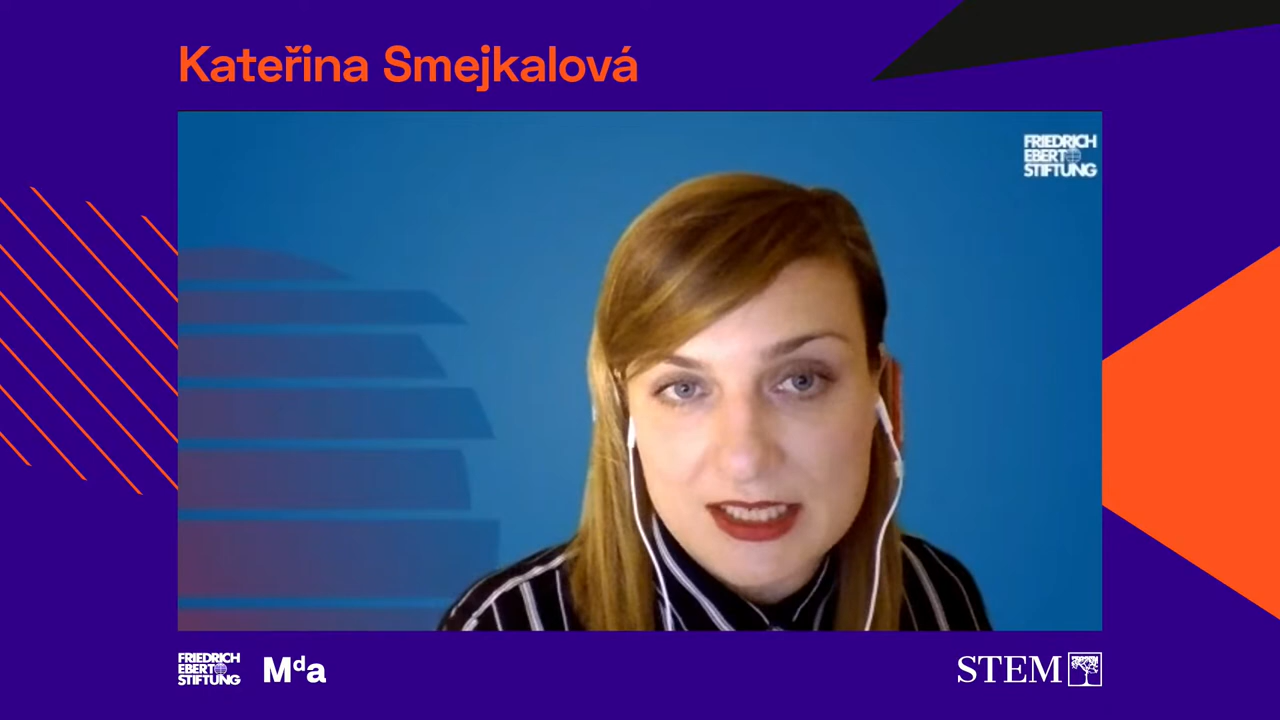 Kateřina Smejkalová
FRIEDRICH
EBERT
STIFTUNG
FRIEDRICH
EBERT
STIFTUNG
Mda
STEM